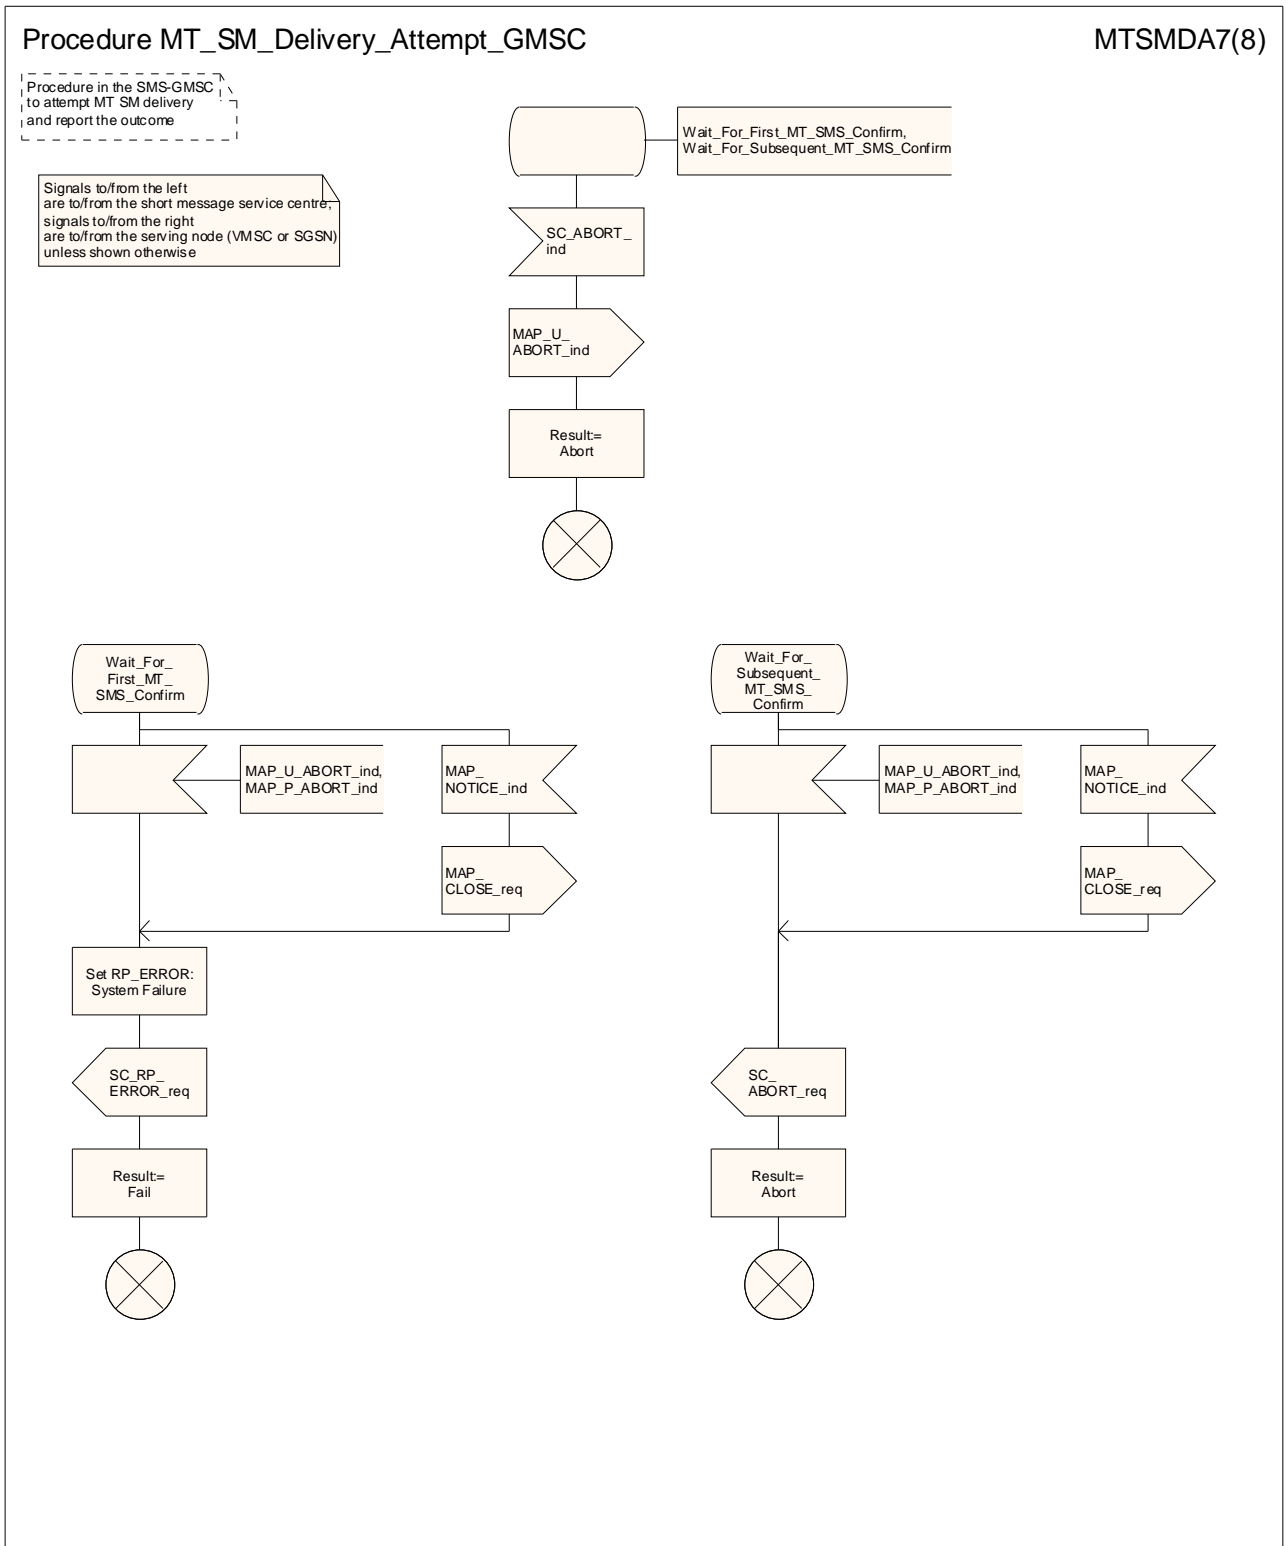 Procedure MT_SM_Delivery_Attempt_GMSC
MTSMDA7(8)
Procedure in the SMS-GMSC
to attempt MT SM delivery
and report the outcome
Signals to/from the left
are to/from the short message service centre;
signals to/from the right
are to/from the serving node (VMSC or SGSN)
unless shown otherwise
Wait_For_First_MT_SMS_Confirm,
Wait_For_Subsequent_MT_SMS_Confirm
SC_ABORT_
ind
MAP_U_
ABORT_ind
Result:=
Abort
Wait_For_
First_MT_
SMS_Confirm
MAP_U_ABORT_ind,
MAP_P_ABORT_ind
MAP_
NOTICE_ind
MAP_
CLOSE_req
Set RP_ERROR:
System Failure
SC_RP_
ERROR_req
Result:=
Fail
Wait_For_
Subsequent_
MT_SMS_
Confirm
MAP_U_ABORT_ind,
MAP_P_ABORT_ind
MAP_
NOTICE_ind
MAP_
CLOSE_req
SC_
ABORT_req
Result:=
Abort